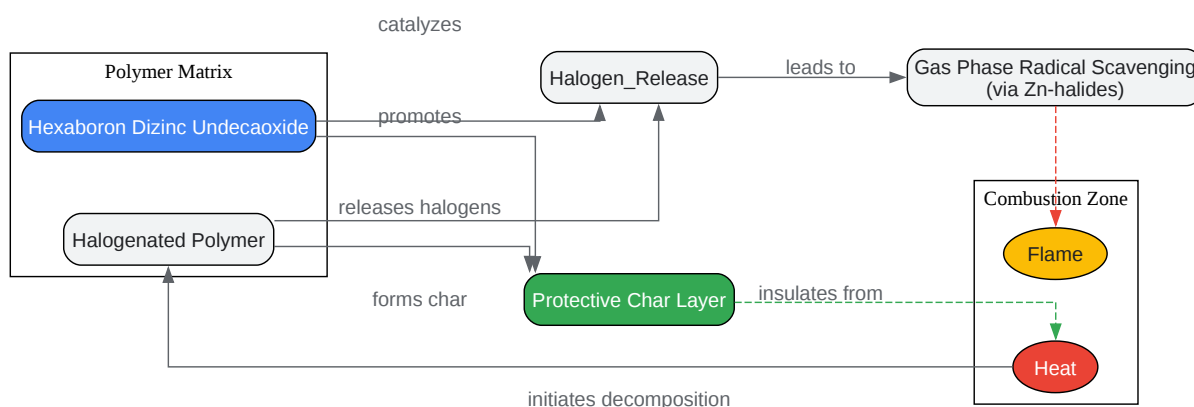 catalyzes
Polymer Matrix
Halogen_Release
leads to
Gas Phase Radical Scavenging
(via Zn-halides)
Hexaboron Dizinc Undecaoxide
promotes
releases halogens
Combustion Zone
Halogenated Polymer
Flame
forms char
Protective Char Layer
insulates from
Heat
initiates decomposition